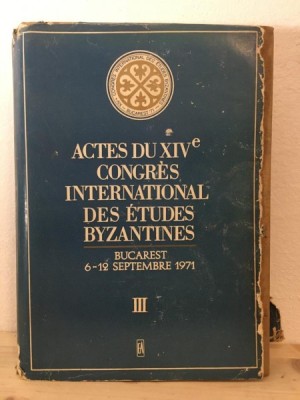 ACTES DU XIVe
CONGRÈS
INTERNATIONAL
DES ÉTUDES
BYZANTINES
BUCAREST
6-12 SEPTEMBRE 1971
III